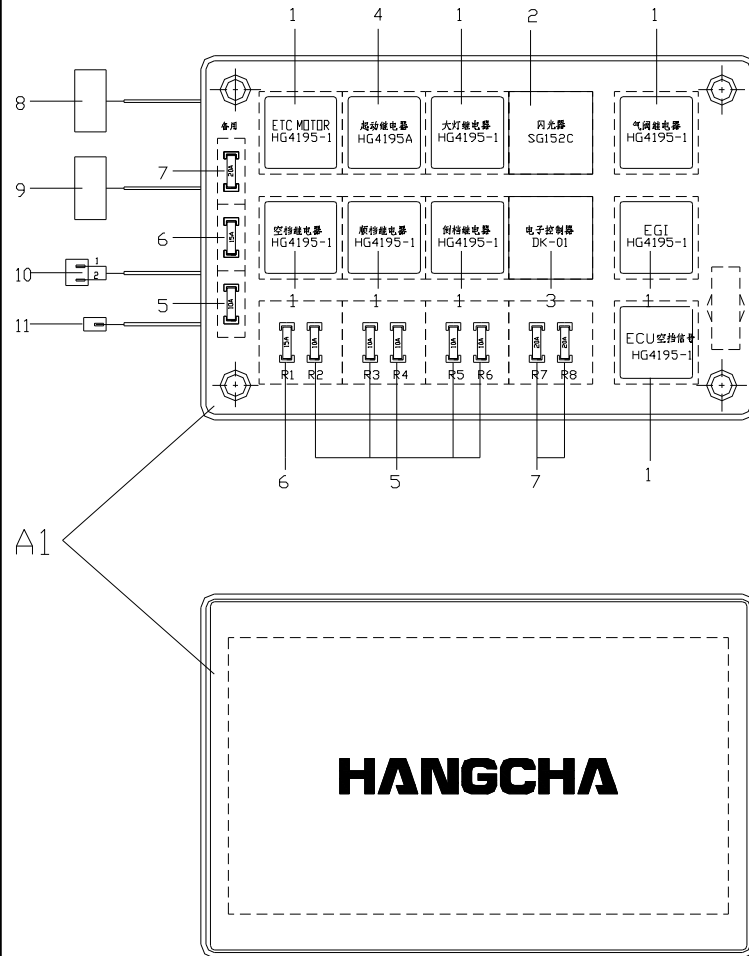 1 4 1 2 1
8
备用
ETC MOTOR
HG4195-1
起动继电器
HG4195A
大灯继电器
HG4195-1
闪光器
SG152C
气阀继电器
HG4195-1
7
20A
9
6
15A
空档继电器
HG4195-1
顺档继电器
HG4195-1
倒档继电器
HG4195-1
电子控制器
DK-01
EGI
HG4195-1
10
1
2
5
10A
11
1 1 1 3 1
15A 10A 10A 10A 10A 10A 20A 20A
R1 R2 R3 R4 R5 R6 R7 R8
ECU空挡信号
HG4195-1
6 5 7 1
A1
HANGCHA